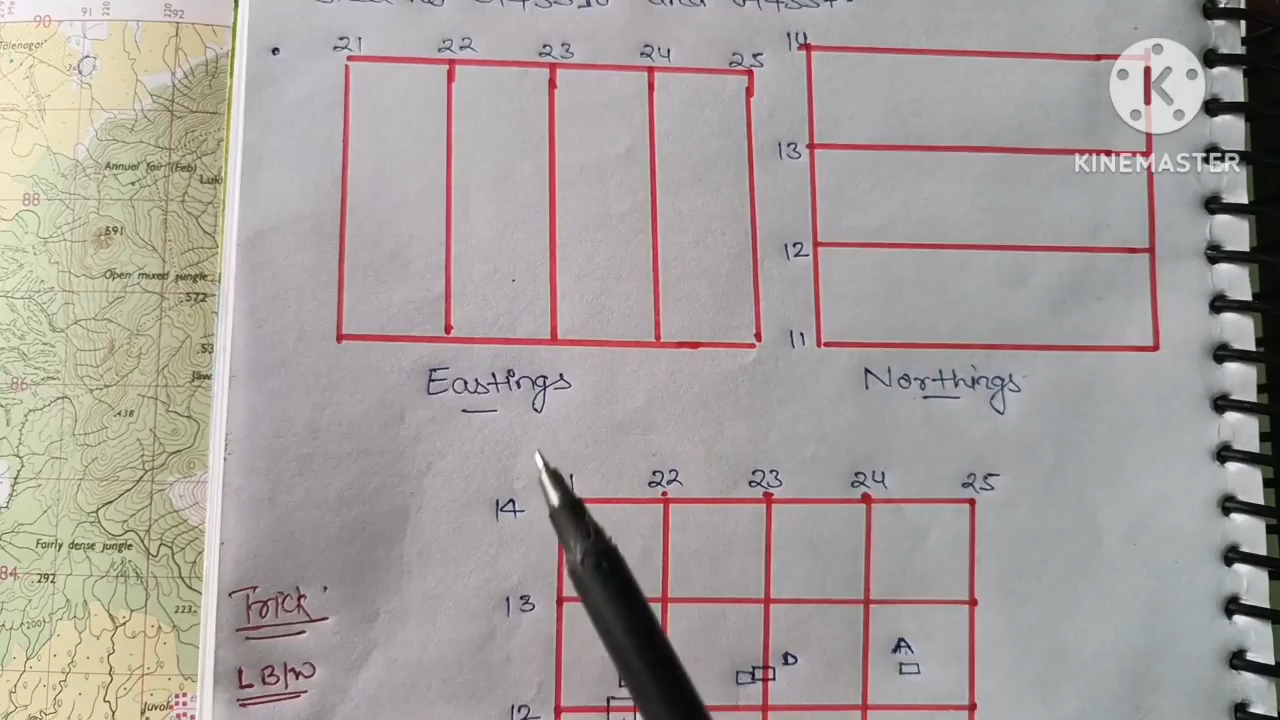 21 22 23 24 25
14
13
12
11
Eastings
Northings
22 23 24 25
14
13
12
D
A
Trick
LB/N
KINEMASTER
91 92
90
88
Annual fair (Feb)
591
Open mixed jungle
572
86
.438
Fairly dense jungle
84
292
223
200